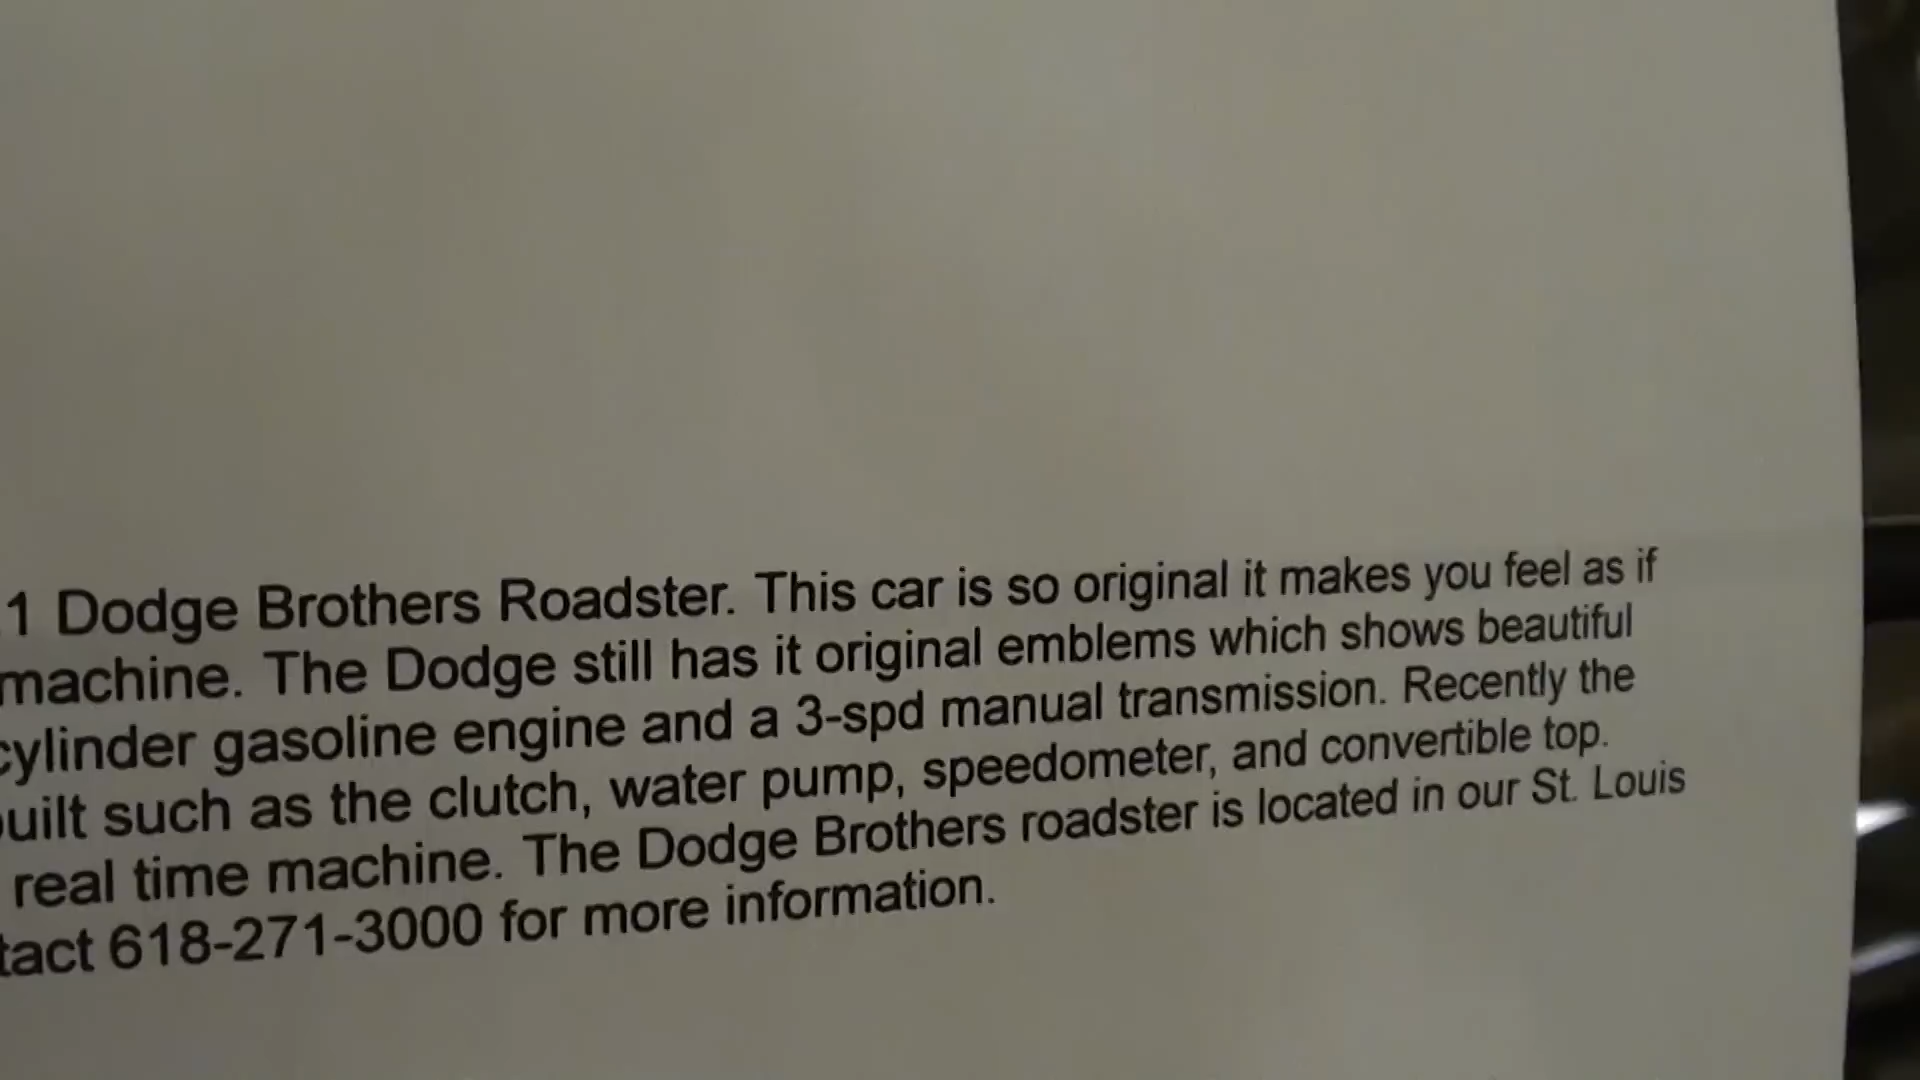 1 Dodge Brothers Roadster. This car is so original it makes you feel as if
machine. The Dodge still has it original emblems which shows beautiful
cylinder gasoline engine and a 3-spd manual transmission. Recently the
uilt such as the clutch, water pump, speedometer, and convertible top.
real time machine. The Dodge Brothers roadster is located in our St. Louis
tact 618-271-3000 for more information.